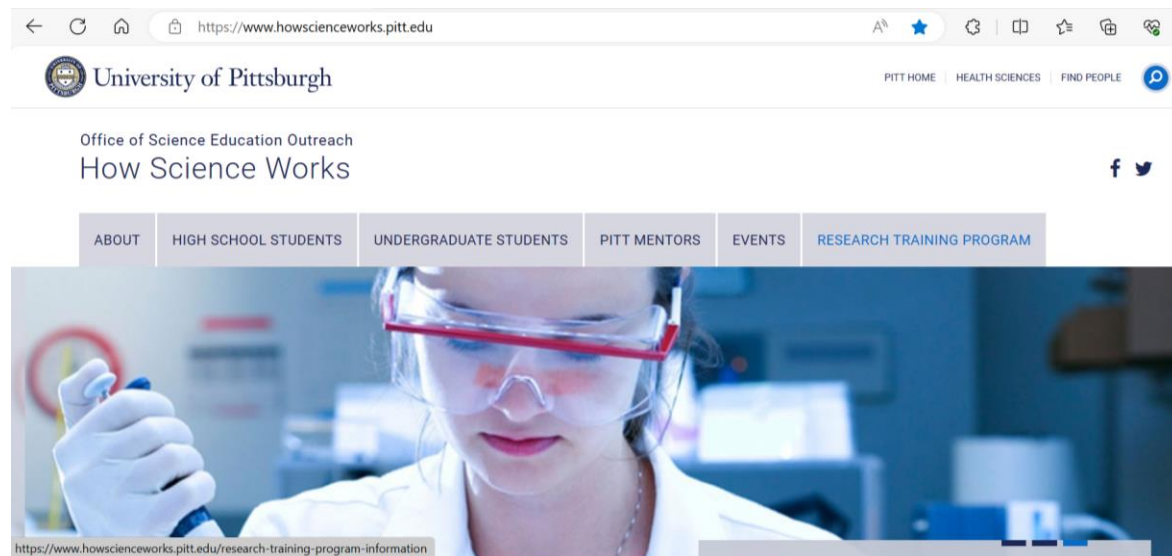 https://www.howscienceworks.pitt.edu
University of Pittsburgh
PITT HOME HEALTH SCIENCES FIND PEOPLE
Office of Science Education Outreach
How Science Works
ABOUT HIGH SCHOOL STUDENTS UNDERGRADUATE STUDENTS PITT MENTORS EVENTS RESEARCH TRAINING PROGRAM
https://www.howscienceworks.pitt.edu/research-training-program-information